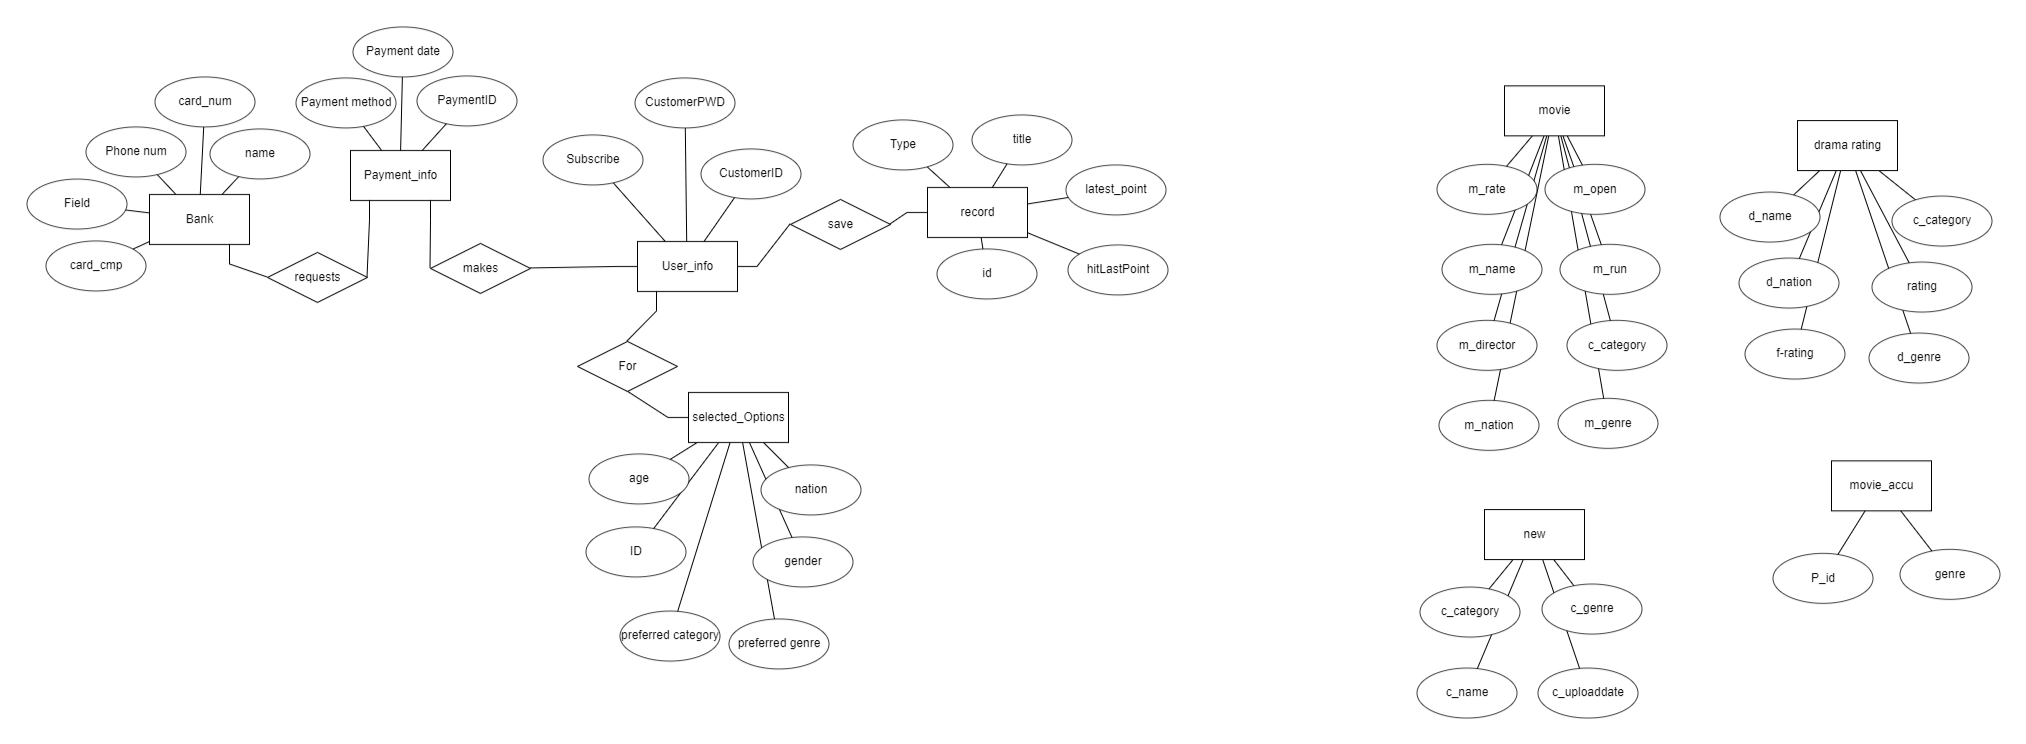 Payment date
card_num
Payment method
PaymentID
Phone num
name
Payment_info
Field
Bank
card_cmp
requests
makes
CustomerPWD
Subscribe
CustomerID
User_info
save
Type
title
latest_point
record
id
hitLastPoint
For
selected_Options
age
nation
ID
gender
preferred category
preferred genre
movie
m_rate
m_open
m_name
m_run
m_director
c_category
m_nation
m_genre
drama rating
d_name
c_category
d_nation
rating
f-rating
d_genre
new
c_category
c_genre
c_name
c_uploaddate
movie_accu
P_id
genre